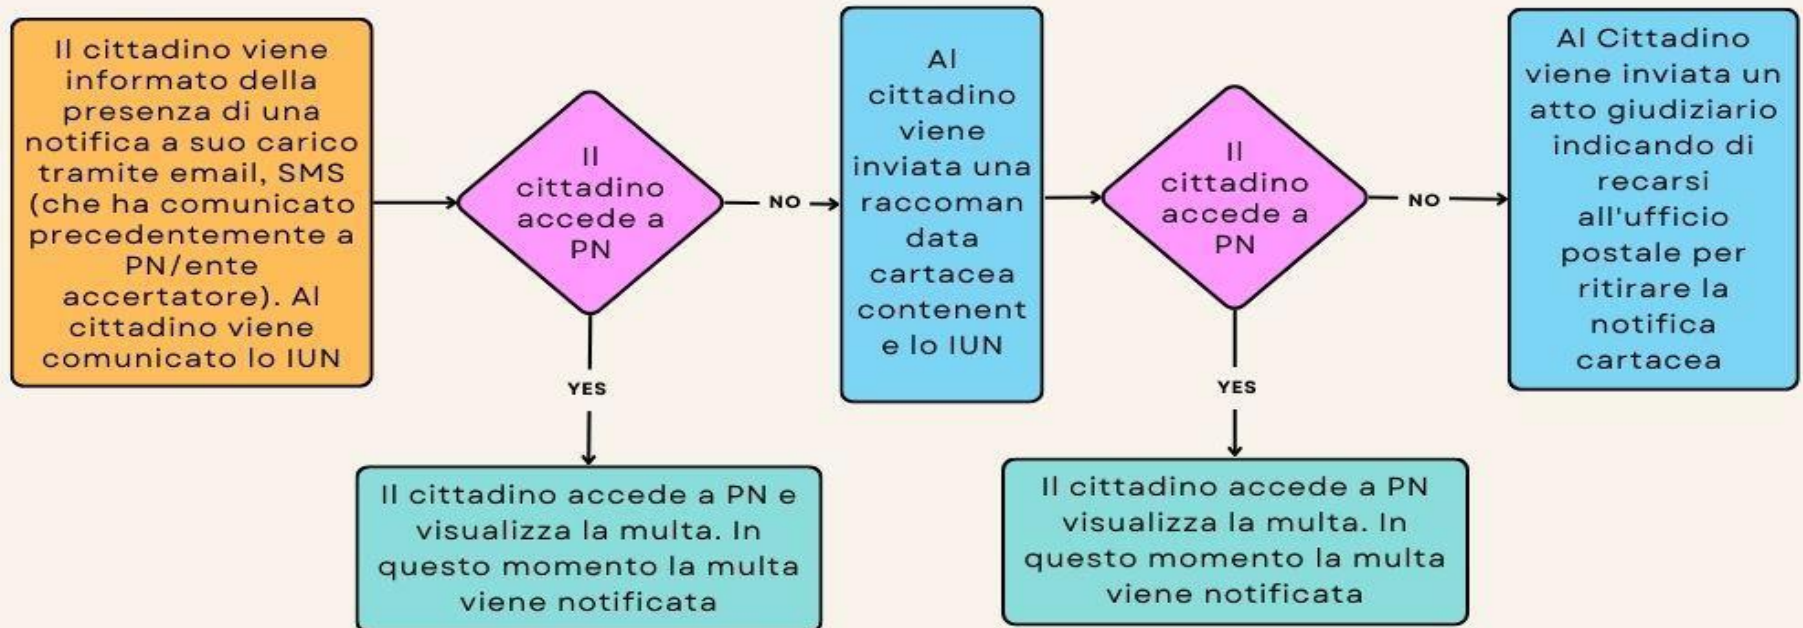 Il cittadino viene
informato della
presenza di una
notifica a suo carico
tramite email, SMS
(che ha comunicato
precedentemente a
PN/ente
accertatore). Al
cittadino viene
comunicato lo IUN
Il
cittadino
accede a
PN
NO
YES
Il cittadino accede a PN e
visualizza la multa. In
questo momento la multa
viene notificata
Al
cittadino
viene
inviata una
raccoman
data
cartacea
contenent
e lo IUN
Il
cittadino
accede a
PN
NO
YES
Il cittadino accede a PN
visualizza la multa. In
questo momento la multa
viene notificata
Al Cittadino
viene inviata un
atto giudiziario
indicando di
recarsi
all'ufficio
postale per
ritirare la
notifica
cartacea